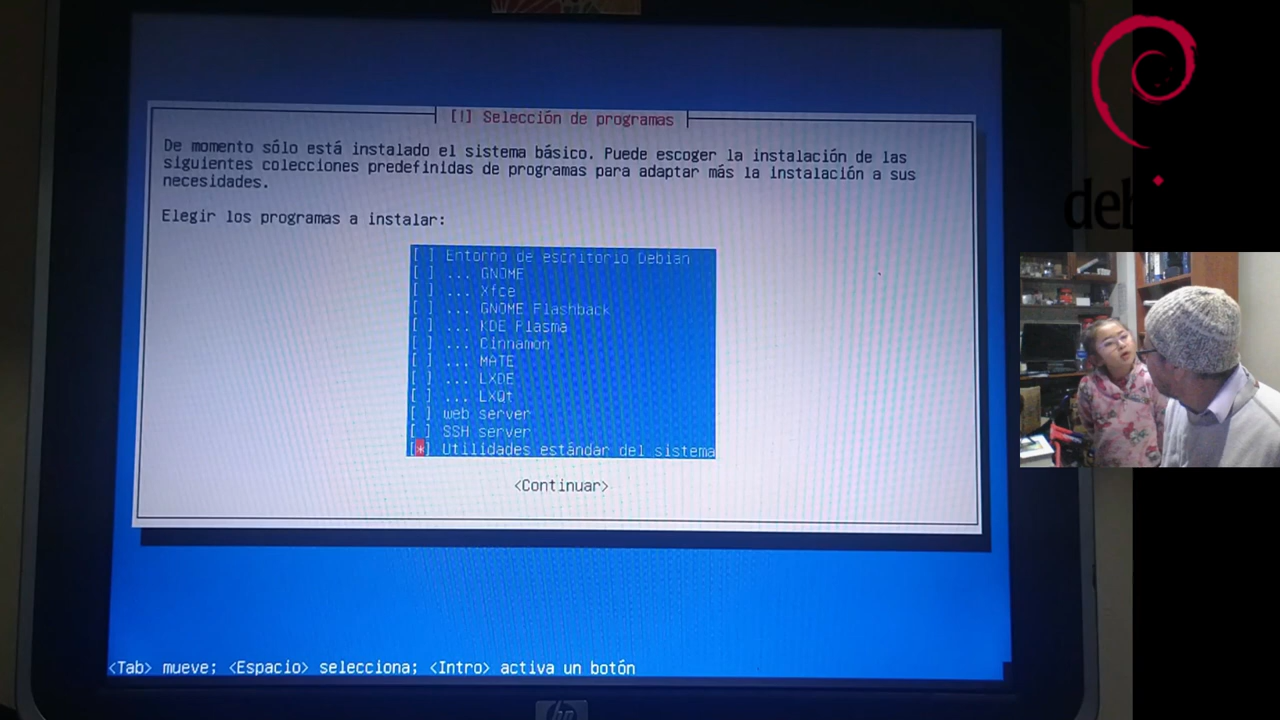 [!] Selección de programas
De momento sólo está instalado el sistema básico. Puede escoger la instalación de las
siguientes colecciones predefinidas de programas para adaptar más la instalación a sus
necesidades.
Elegir los programas a instalar:
[ ] Entorno de escritorio Debian
[ ] ... GNOME
[ ] ... Xfce
[ ] ... GNOME Flashback
[ ] ... KDE Plasma
[ ] ... Cinnamon
[ ] ... MATE
[ ] ... LXDE
[ ] ... LXQt
[ ] web server
[ ] SSH server
[*] Utilidades estándar del sistema
<Continuar>
<Tab> mueve; <Espacio> selecciona; <Intro> activa un botón
hp
deb